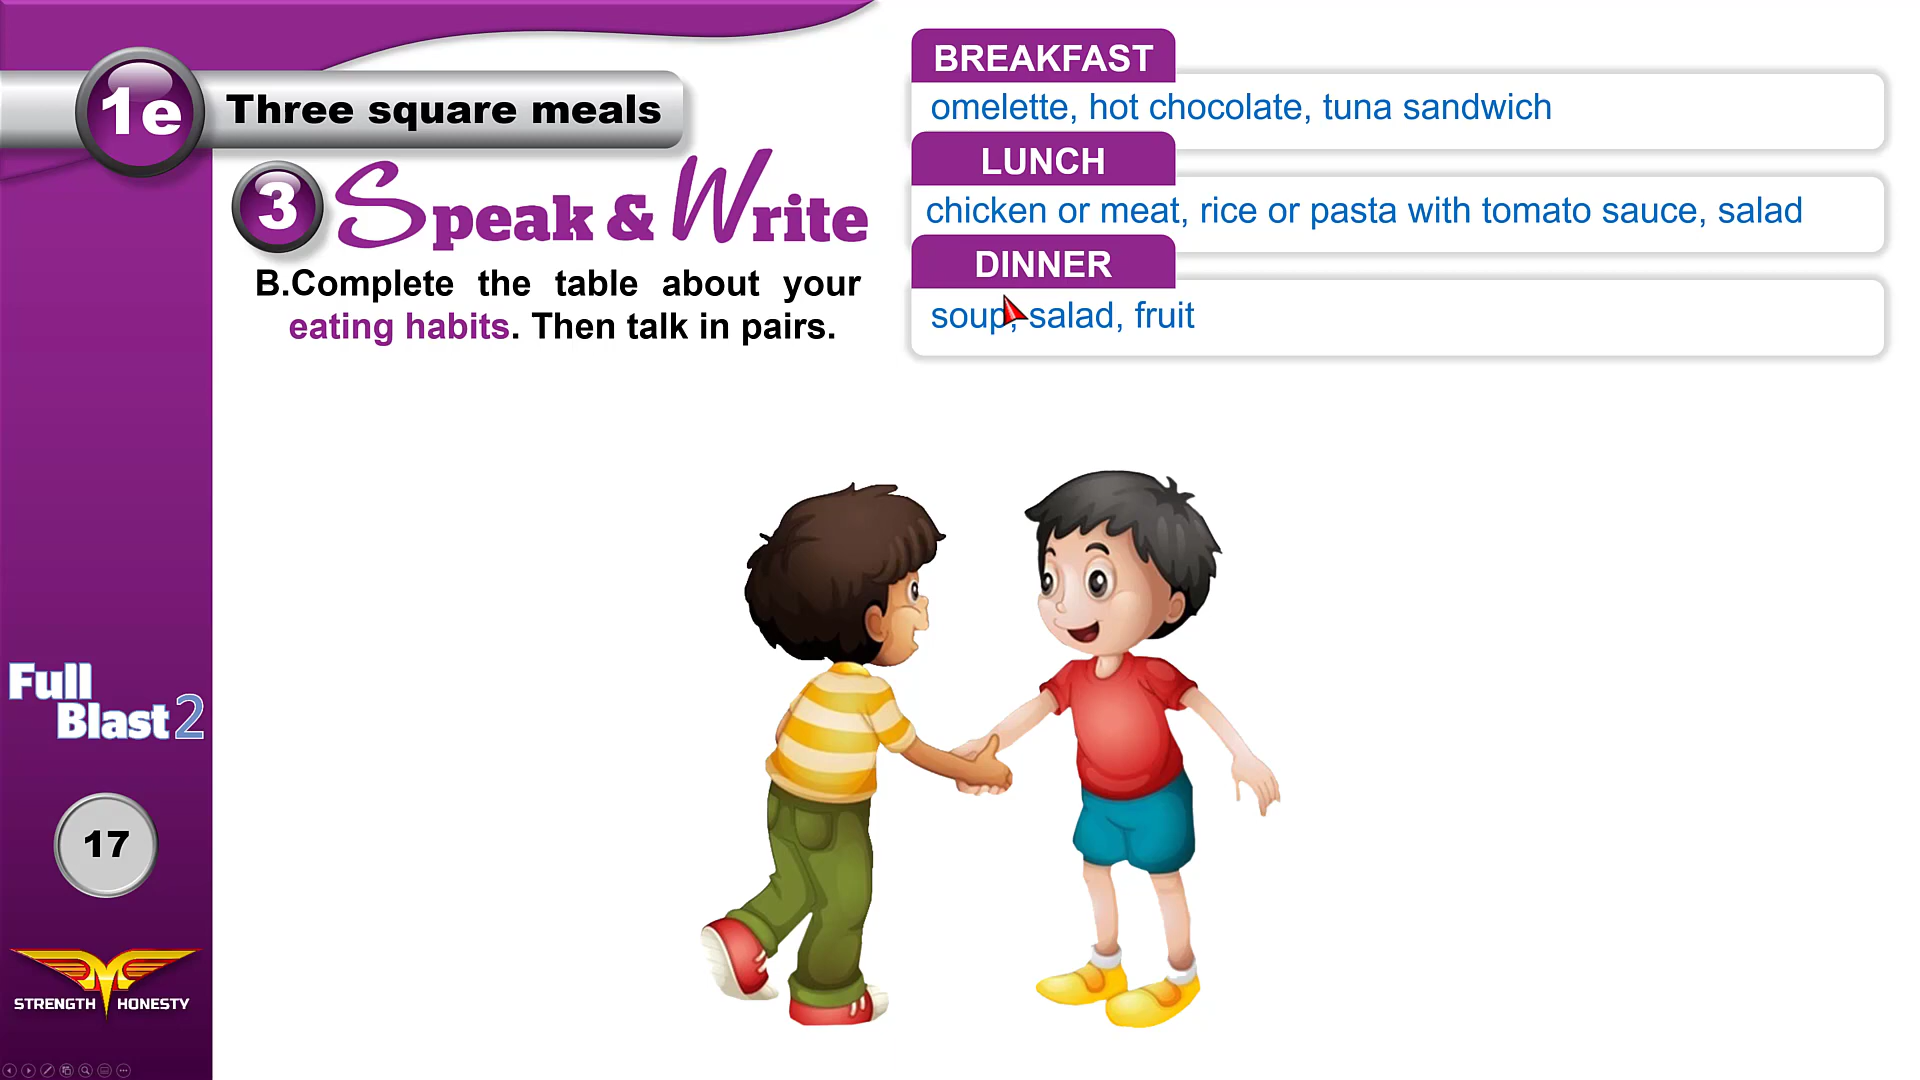 1e Three square meals
3 Speak & Write
B.Complete the table about your
eating habits. Then talk in pairs.
BREAKFAST
omelette, hot chocolate, tuna sandwich
LUNCH
chicken or meat, rice or pasta with tomato sauce, salad
DINNER
soup, salad, fruit
Full
Blast 2
17
STRENGTH HONESTY